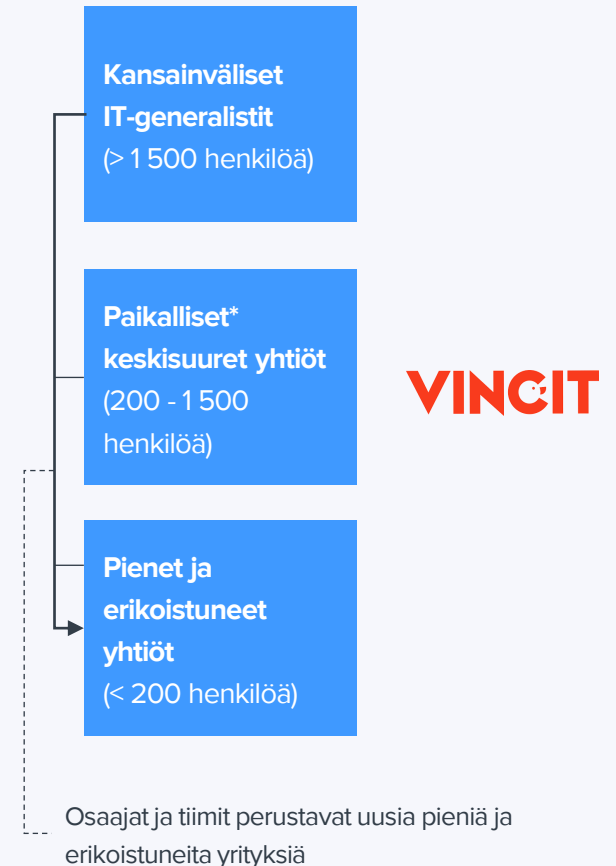 Kansainväliset
IT-generalistit
(> 1 500 henkilöä)
Paikalliset*
keskisuuret yhtiöt
(200 - 1 500
henkilöä)
VINCIT
Pienet ja
erikoistuneet
yhtiöt
(< 200 henkilöä)
Osaajat ja tiimit perustavat uusia pieniä ja
erikoistuneita yrityksiä